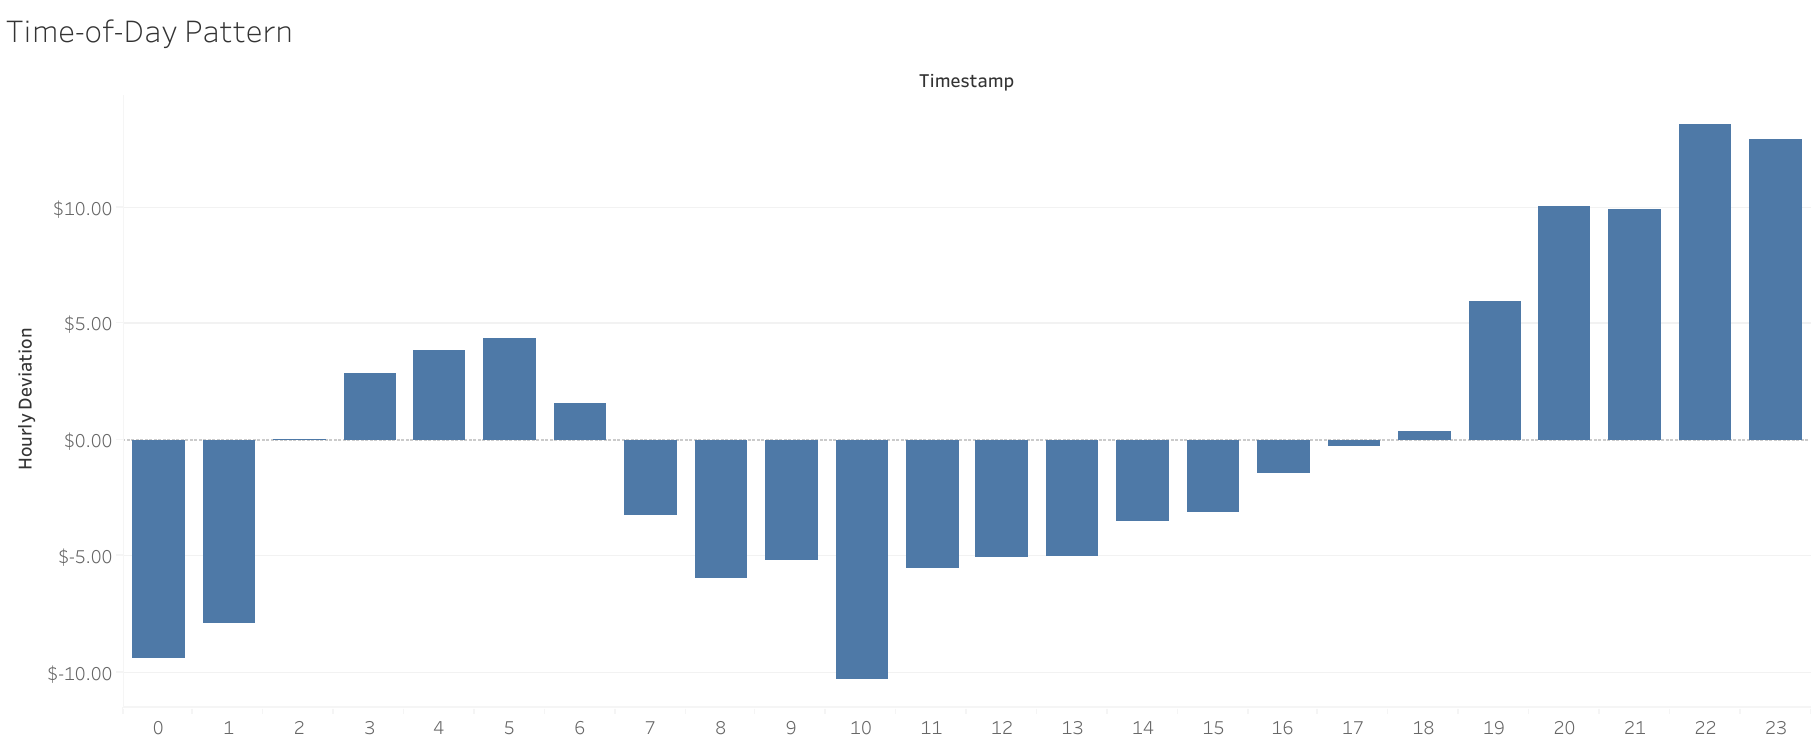 Time-of-Day Pattern
Timestamp
Hourly Deviation
$10.00
$5.00
$0.00
$-5.00
$-10.00
0 1 2 3 4 5 6 7 8 9 10 11 12 13 14 15 16 17 18 19 20 21 22 23